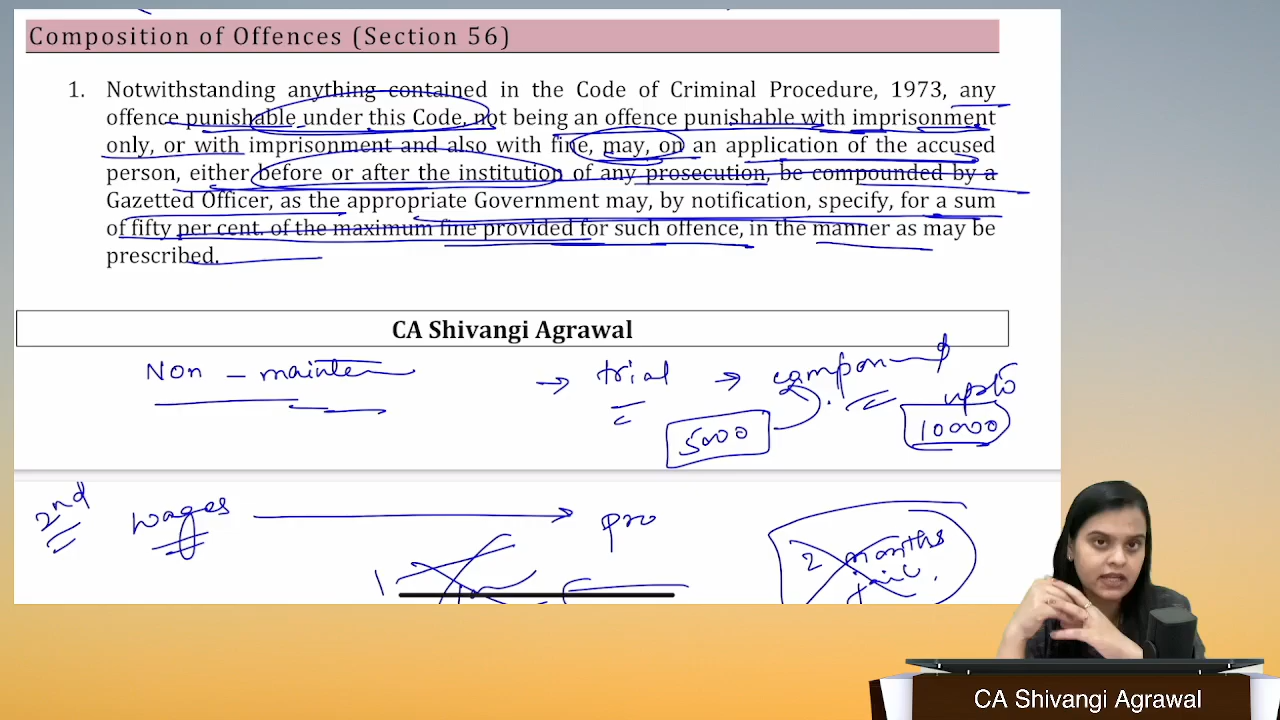 Composition of Offences (Section 56)
1. Notwithstanding anything contained in the Code of Criminal Procedure, 1973, any
offence punishable under this Code, not being an offence punishable with imprisonment
only, or with imprisonment and also with fine, may, on an application of the accused
person, either before or after the institution of any prosecution, be compounded by a
Gazetted Officer, as the appropriate Government may, by notification, specify, for a sum
of fifty per cent. of the maximum fine provided for such offence, in the manner as may be
prescribed.
CA Shivangi Agrawal
Non - mainten → trial →
upto
5000 10000
2nd wages → pro
2 months
jail.
1
CA Shivangi Agrawal